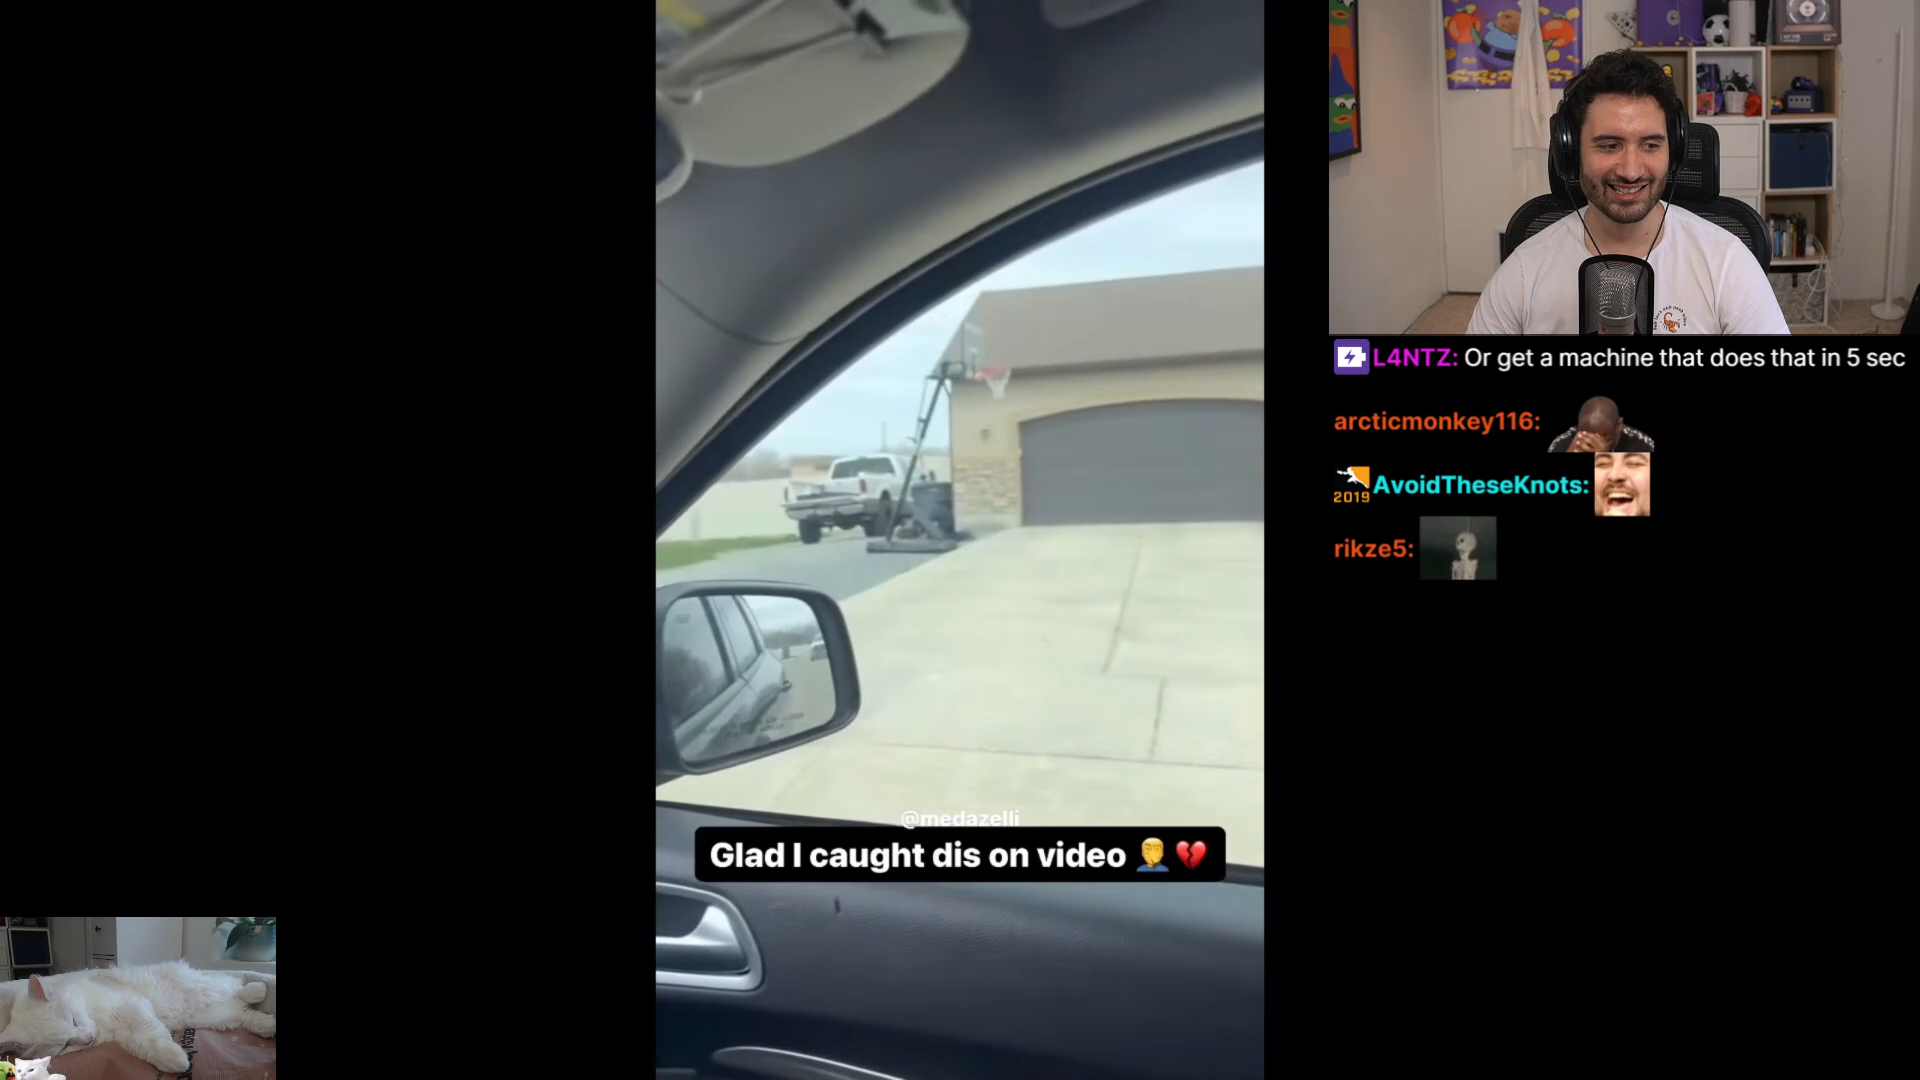 @medazelli
Glad I caught dis on video 🤦‍♂️💔
L4NTZ: Or get a machine that does that in 5 sec
arcticmonkey116:
2019 AvoidTheseKnots:
rikze5: